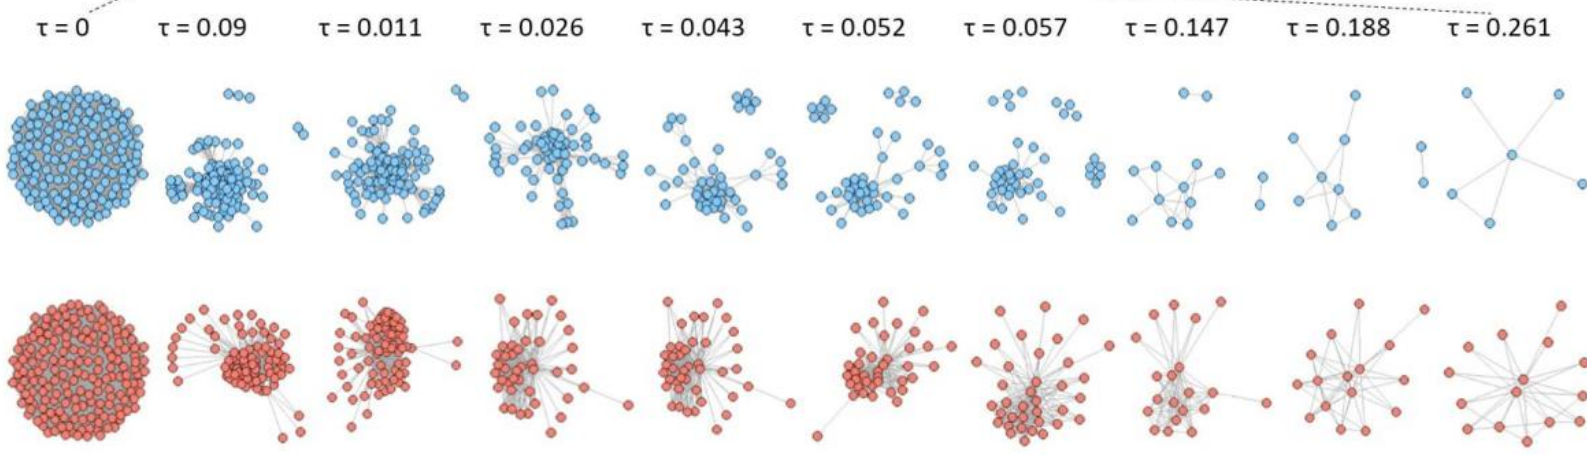 τ = 0 τ = 0.09 τ = 0.011 τ = 0.026 τ = 0.043 τ = 0.052 τ = 0.057 τ = 0.147 τ = 0.188 τ = 0.261